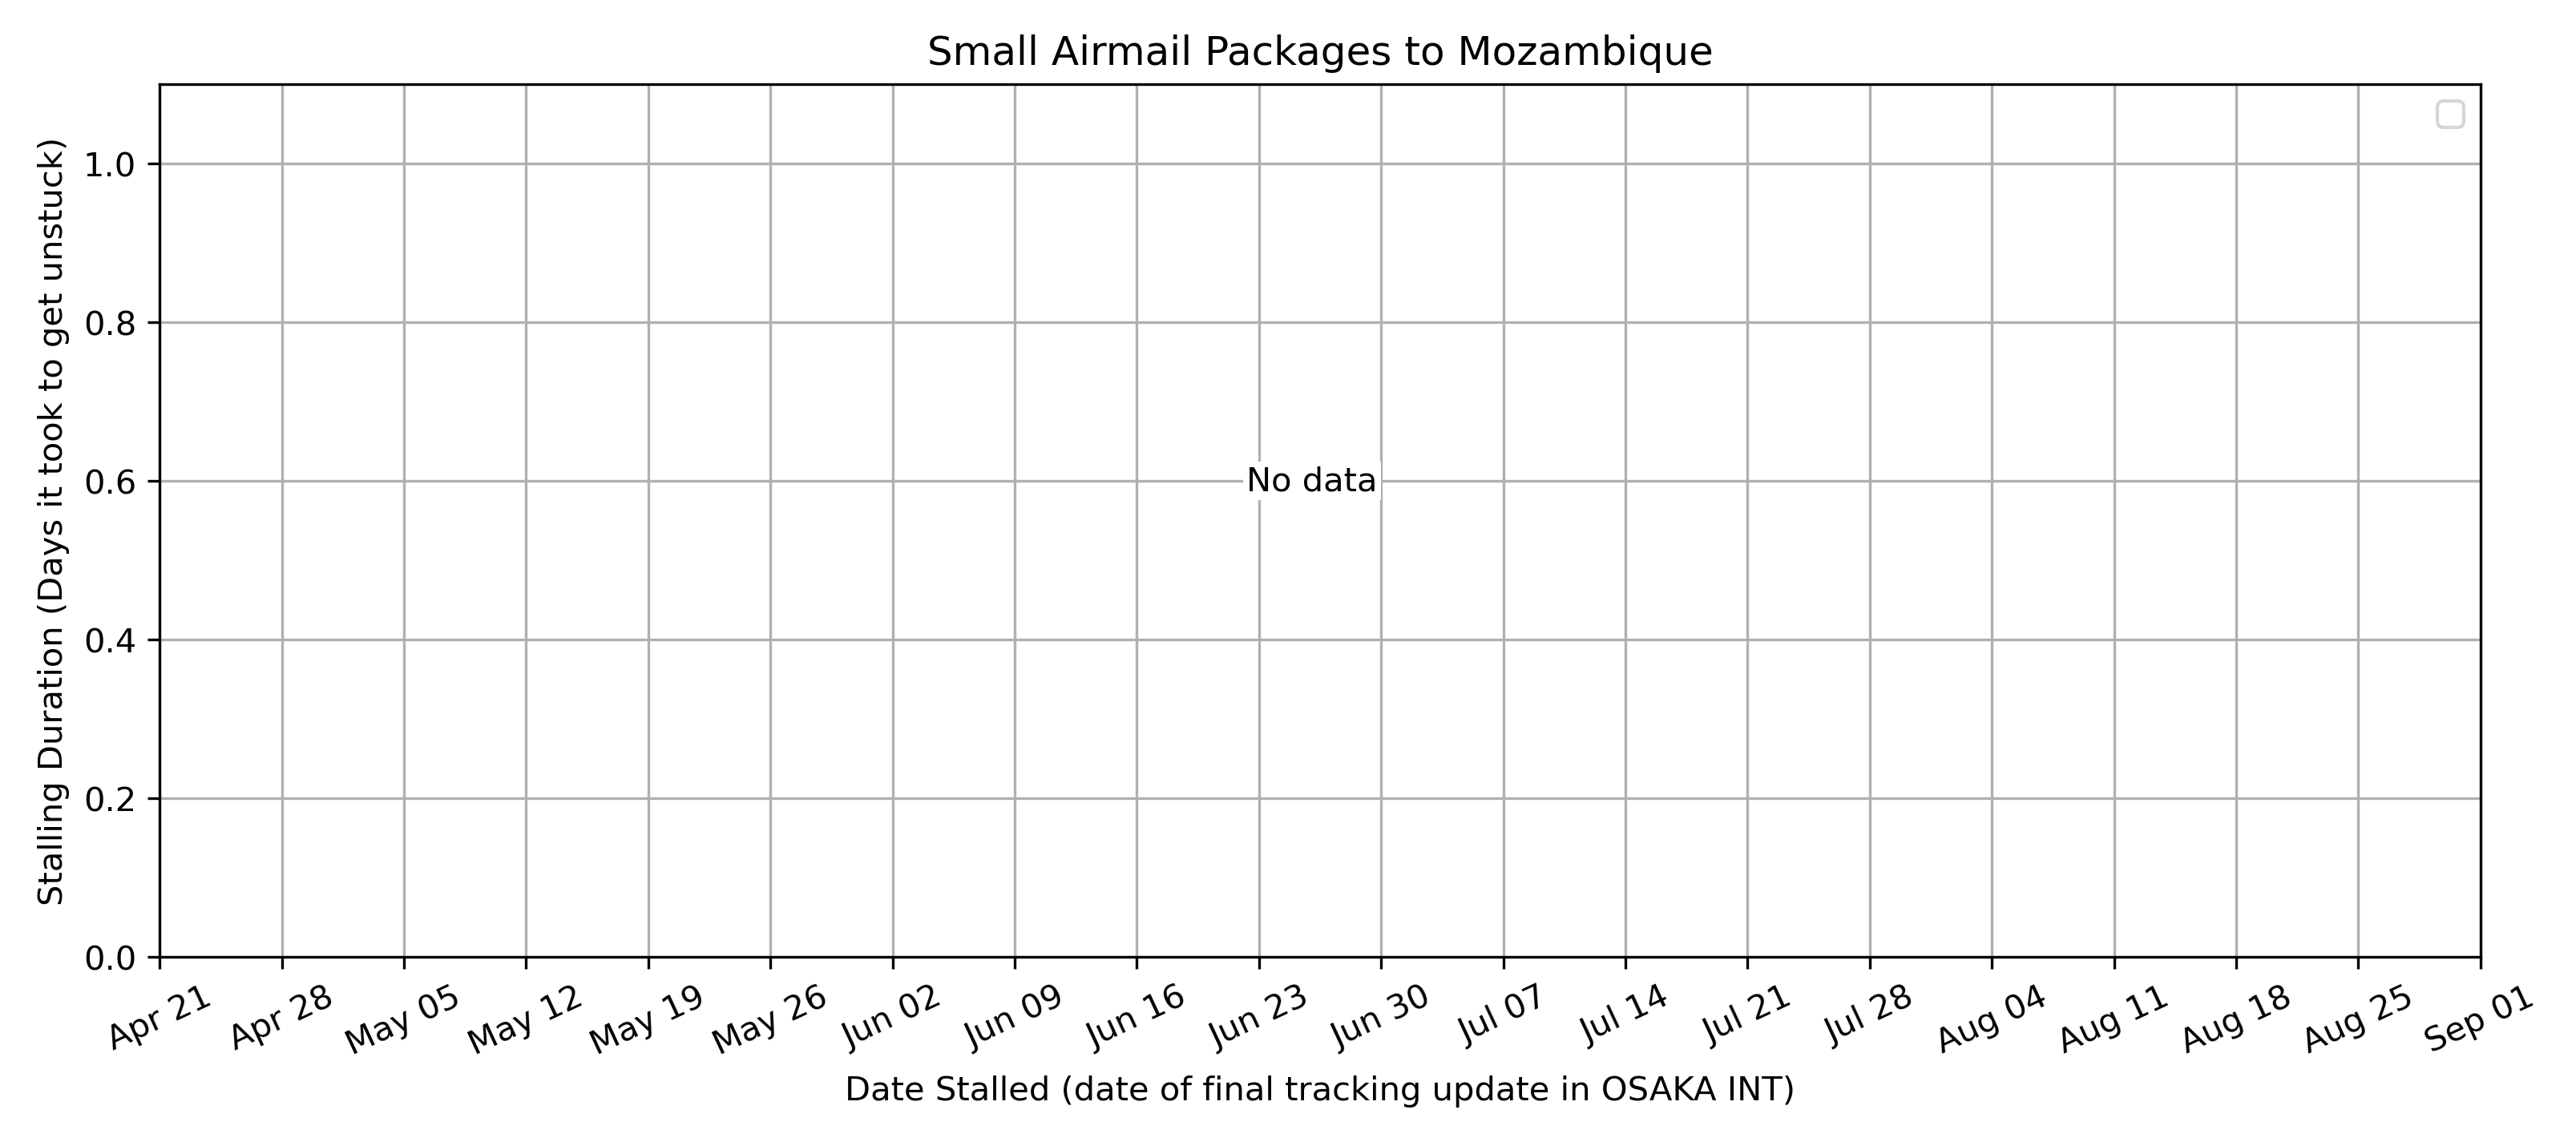 Small Airmail Packages to Mozambique
Stalling Duration (Days it took to get unstuck)
1.0
0.8
0.6
0.4
0.2
0.0
No data
Apr 21 Apr 28 May 05 May 12 May 19 May 26 Jun 02 Jun 09 Jun 16 Jun 23 Jun 30 Jul 07 Jul 14 Jul 21 Jul 28 Aug 04 Aug 11 Aug 18 Aug 25 Sep 01
Date Stalled (date of final tracking update in OSAKA INT)